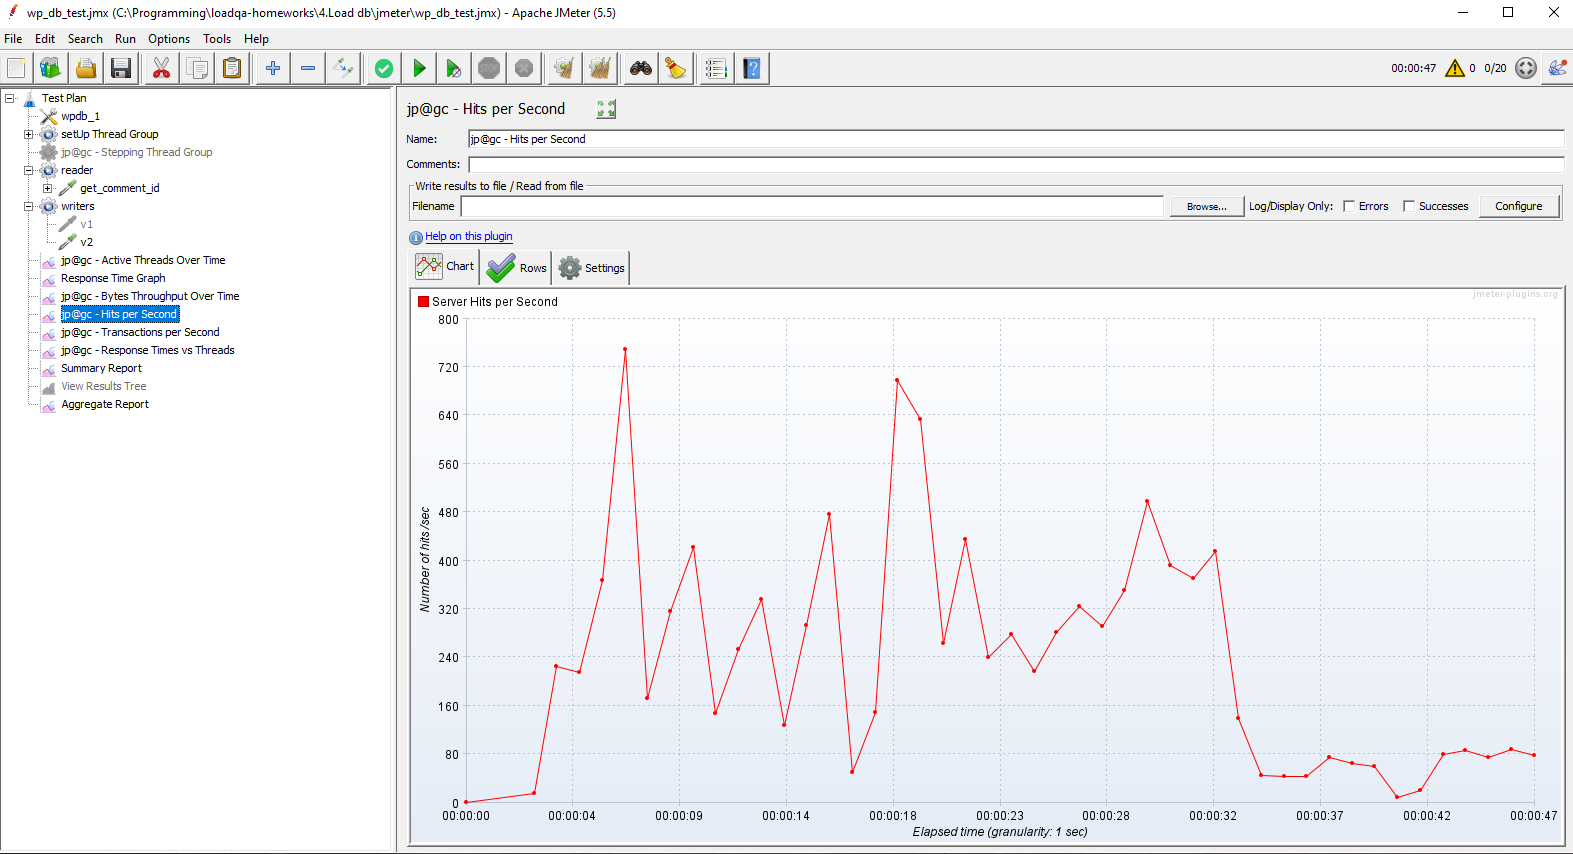 wp_db_test.jmx (C:\Programming\loadqa-homeworks\4.Load db\jmeter\wp_db_test.jmx) - Apache JMeter (5.5)
File Edit Search Run Options Tools Help
STOP
00:00:47 0 0/20
Test Plan
wpdb_1
setUp Thread Group
jp@gc - Stepping Thread Group
reader
get_comment_id
writers
v1
v2
jp@gc - Active Threads Over Time
Response Time Graph
jp@gc - Bytes Throughput Over Time
jp@gc - Hits per Second
jp@gc - Transactions per Second
jp@gc - Response Times vs Threads
Summary Report
View Results Tree
Aggregate Report
jp@gc - Hits per Second
Name: jp@gc - Hits per Second
Comments:
Write results to file / Read from file
Filename Browse... Log/Display Only: Errors Successes Configure
Help on this plugin
Chart Rows Settings
jmeter-plugins.org
Server Hits per Second
800
720
640
560
480
400
320
240
160
80
0
Number of hits /sec
00:00:00 00:00:04 00:00:09 00:00:14 00:00:18 00:00:23 00:00:28 00:00:32 00:00:37 00:00:42 00:00:47
Elapsed time (granularity: 1 sec)